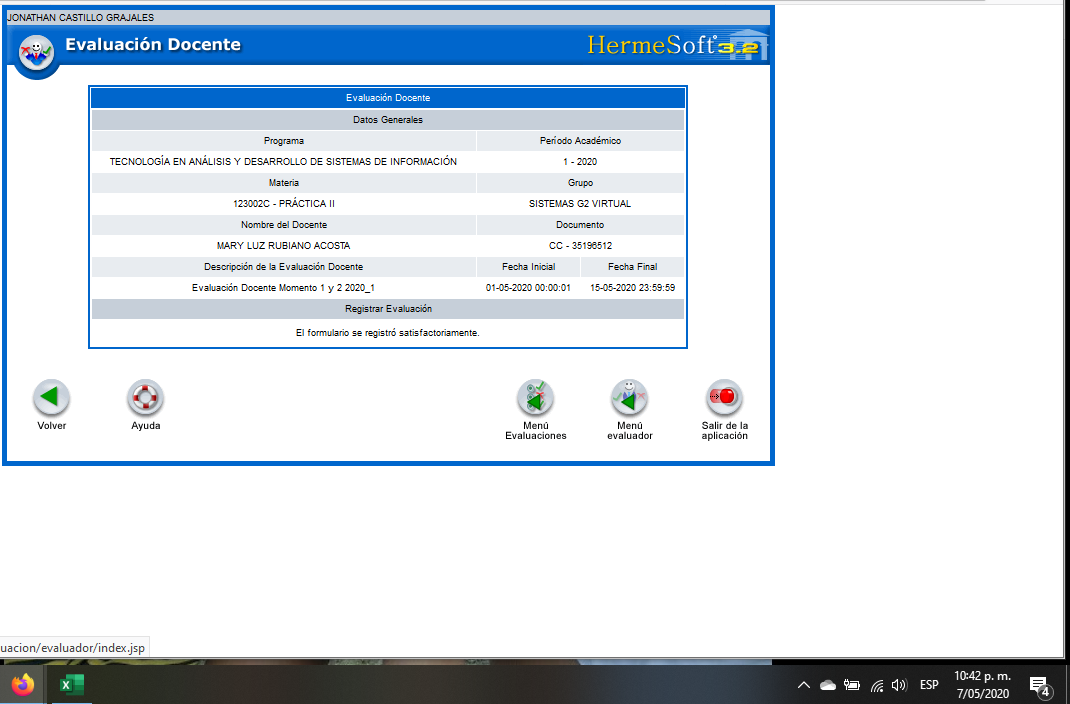 JONATHAN CASTILLO GRAJALES
Evaluación Docente
HermeSoft 3.2
Evaluación Docente
Datos Generales
Programa Período Académico
TECNOLOGÍA EN ANÁLISIS Y DESARROLLO DE SISTEMAS DE INFORMACIÓN 1 - 2020
Materia Grupo
123002C - PRÁCTICA II SISTEMAS G2 VIRTUAL
Nombre del Docente Documento
MARY LUZ RUBIANO ACOSTA CC - 35196512
Descripción de la Evaluación Docente Fecha Inicial Fecha Final
Evaluación Docente Momento 1 y 2 2020_1 01-05-2020 00:00:01 15-05-2020 23:59:59
Registrar Evaluación
El formulario se registró satisfactoriamente.
Volver Ayuda Menú Menú Salir de la
Evaluaciones evaluador aplicación
uacion/evaluador/index.jsp
ESP 10:42 p. m.
7/05/2020 4